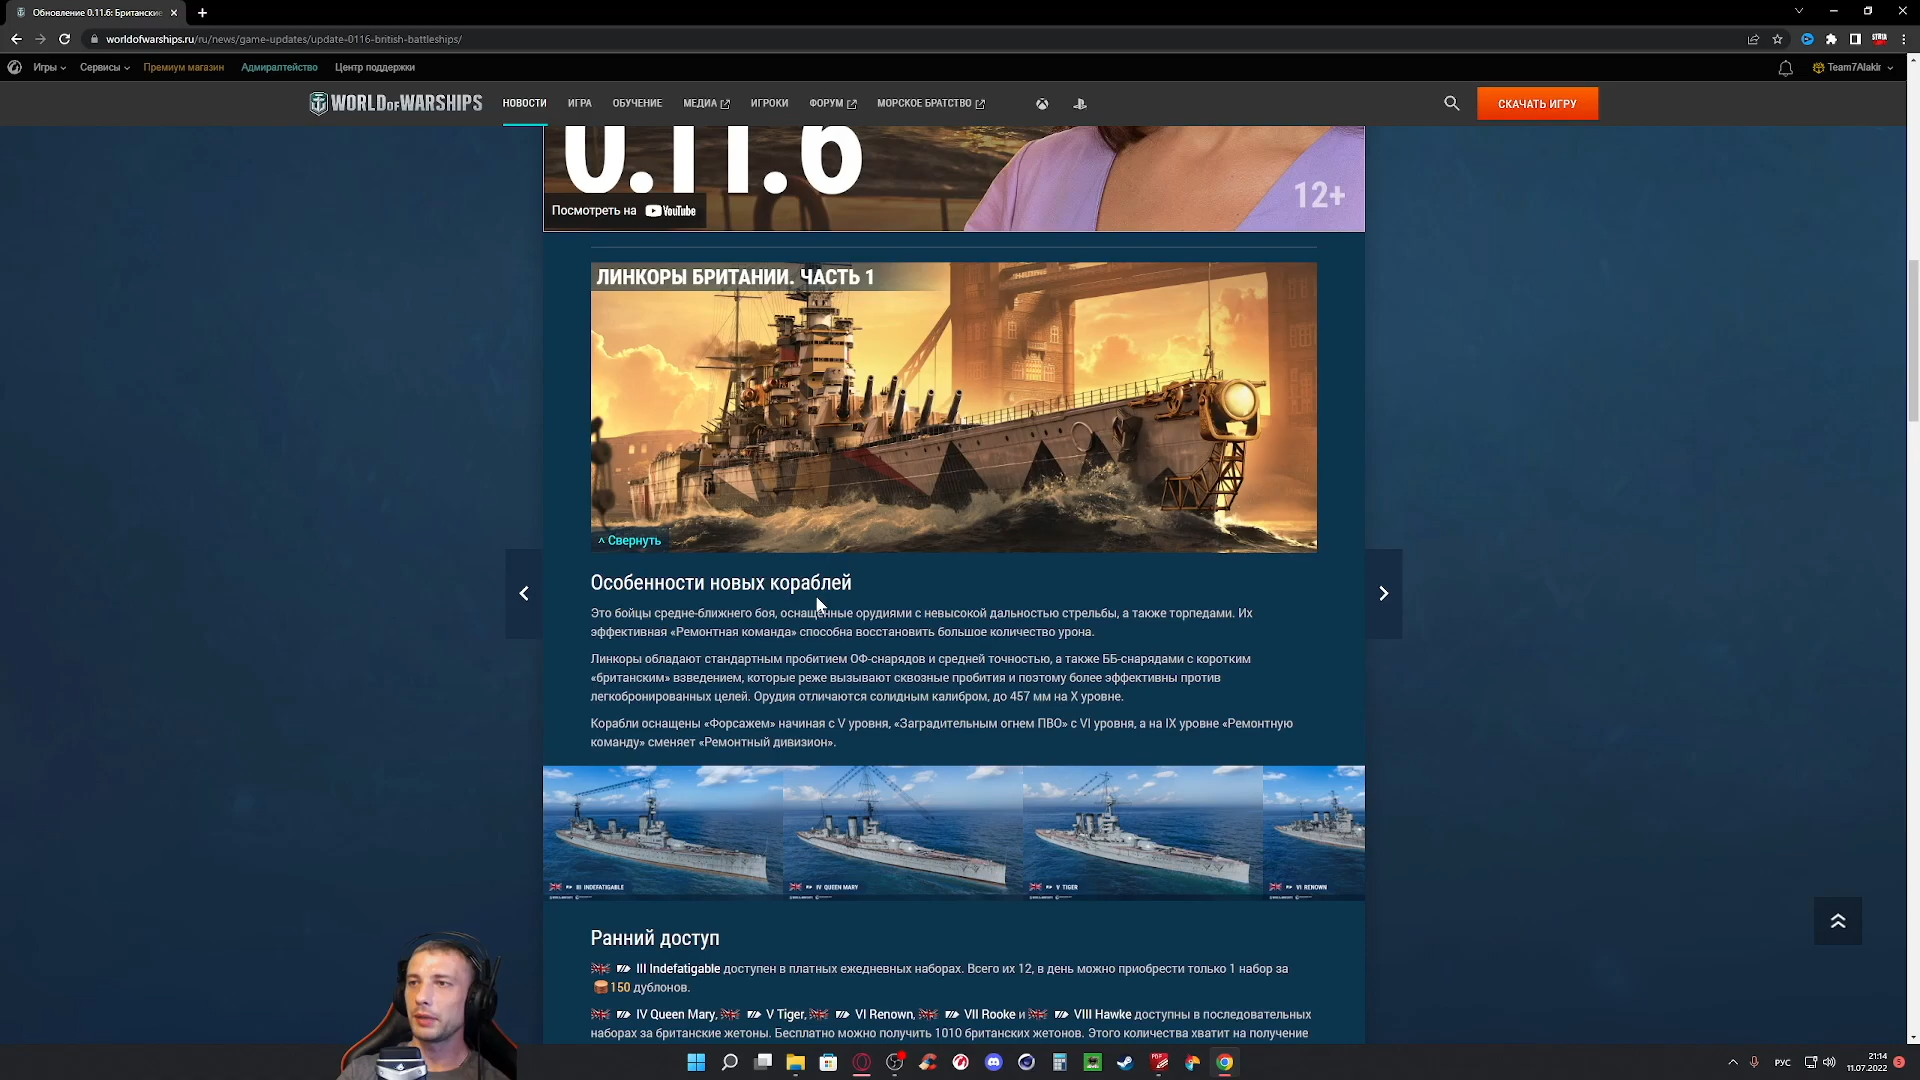 Обновление 0.11.6: Британские
worldofwarships.ru/ru/news/game-updates/update-0116-british-battleships/
Игры
Сервисы
Премиум магазин
Адмиралтейство
Центр поддержки
Team7Alakir
WORLD OF WARSHIPS
НОВОСТИ
ИГРА
ОБУЧЕНИЕ
МЕДИА
ИГРОКИ
ФОРУМ
МОРСКОЕ БРАТСТВО
СКАЧАТЬ ИГРУ
0.11.6
12+
Посмотреть на YouTube
ЛИНКОРЫ БРИТАНИИ. ЧАСТЬ 1
^ Свернуть
Особенности новых кораблей
Это бойцы средне-ближнего боя, оснащённые орудиями с невысокой дальностью стрельбы, а также торпедами. Их
эффективная «Ремонтная команда» способна восстановить большое количество урона.
Линкоры обладают стандартным пробитием ОФ-снарядов и средней точностью, а также ББ-снарядами с коротким
«британским» взведением, которые реже вызывают сквозные пробития и поэтому более эффективны против
легкобронированных целей. Орудия отличаются солидным калибром, до 457 мм на X уровне.
Корабли оснащены «Форсажем» начиная с V уровня, «Заградительным огнем ПВО» с VI уровня, а на IX уровне «Ремонтную
команду» сменяет «Ремонтный дивизион».
III INDEFATIGABLE
IV QUEEN MARY
V TIGER
VI RENOWN
Ранний доступ
III Indefatigable доступен в платных ежедневных наборах. Всего их 12, в день можно приобрести только 1 набор за
150 дублонов.
IV Queen Mary, V Tiger, VI Renown, VII Rooke и VIII Hawke доступны в последовательных
наборах за британские жетоны. Бесплатно можно получить 1010 британских жетонов. Этого количества хватит на получение
РУС
21:14
11.07.2022
5